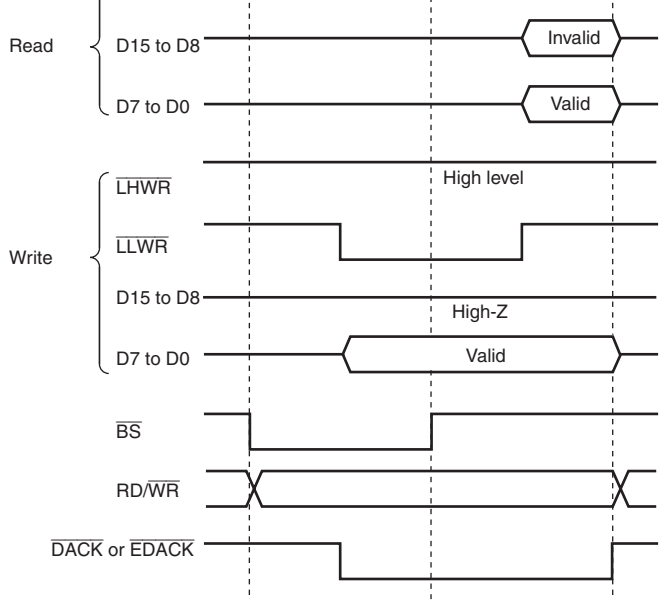 Read
D15 to D8
Invalid
D7 to D0
Valid
LHWR
High level
LLWR
Write
D15 to D8
High-Z
D7 to D0
Valid
BS
RD/WR
DACK or EDACK